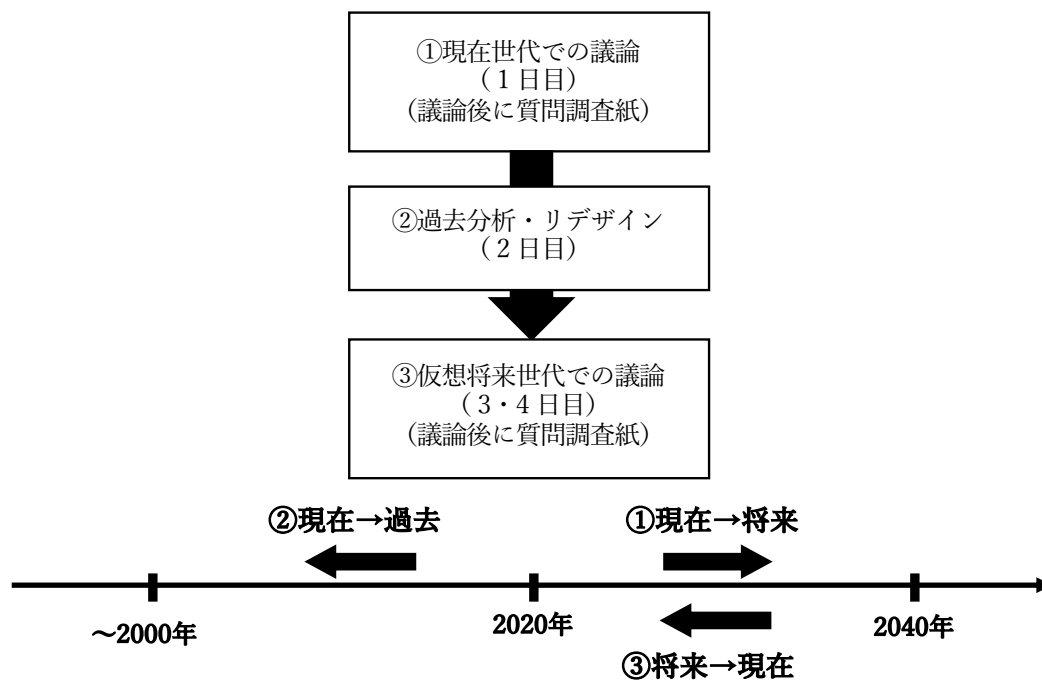 ①現在世代での議論
（１日目）
（議論後に質問調査紙）
②過去分析・リデザイン
（２日目）
③仮想将来世代での議論
（３・４日目）
（議論後に質問調査紙）
②現在→過去
①現在→将来
～2000年
2020年
2040年
③将来→現在